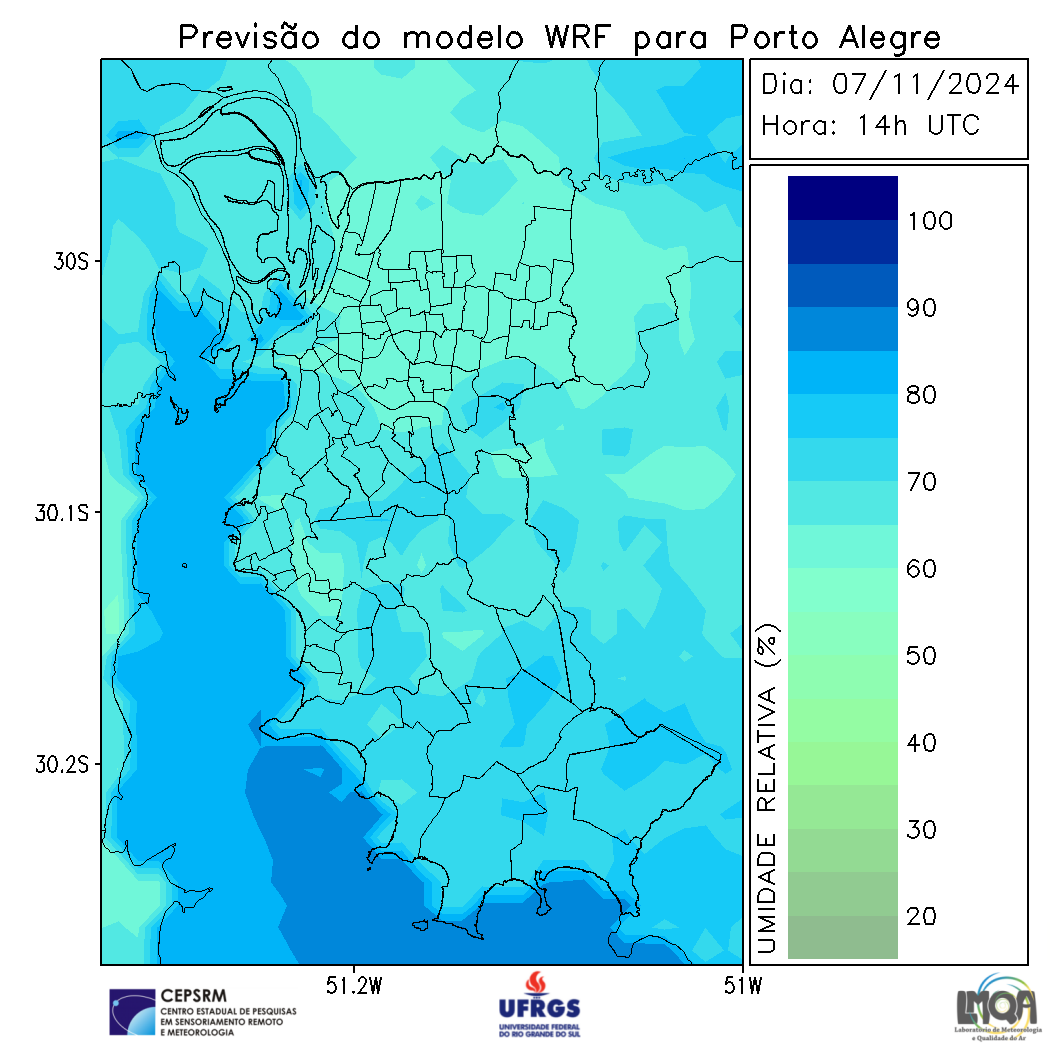 Previsão do modelo WRF para Porto Alegre
Dia: 07/11/2024
Hora: 14h UTC
30S
30.1S
30.2S
51.2W
51W
UMIDADE RELATIVA (%)
100
90
80
70
60
50
40
30
20
CEPSRM
CENTRO ESTADUAL DE PESQUISAS
EM SENSORIAMENTO REMOTO
E METEOROLOGIA
UFRGS
UNIVERSIDADE FEDERAL
DO RIO GRANDE DO SUL
LMQA
Laboratório de Meteorologia
e Qualidade do Ar